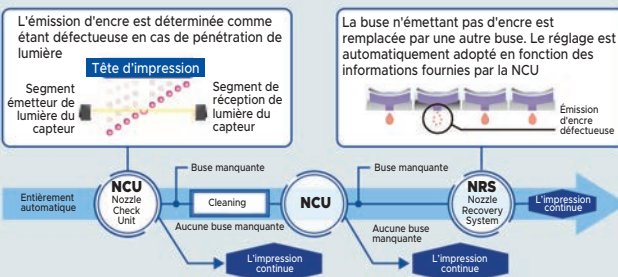 L'émission d'encre est déterminée comme
étant défectueuse en cas de pénétration de
lumière
Tête d'impression
Segment
émetteur de
lumière du
capteur
Segment de
réception de
lumière du
capteur
La buse n'émettant pas d'encre est
remplacée par une autre buse. Le réglage est
automatiquement adopté en fonction des
informations fournies par la NCU
Émission
d'encre
défectueuse
Entièrement
automatique
NCU
Nozzle
Check
Unit
Buse manquante
Cleaning
Aucune buse manquante
L'impression
continue
NCU
Buse manquante
Aucune buse
manquante
L'impression
continue
NRS
Nozzle
Recovery
System
L'impression
continue